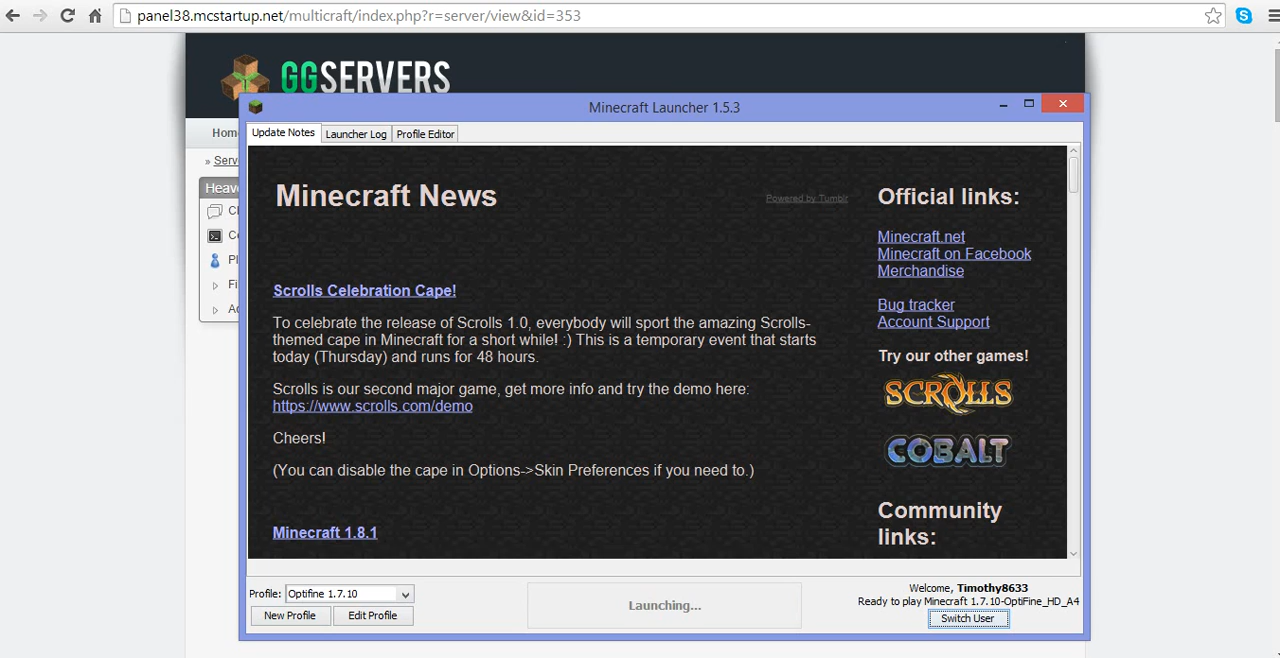 panel38.mcstartup.net/multicraft/index.php?r=server/view&id=353
GGSERVERS
Minecraft Launcher 1.5.3
Update Notes Launcher Log Profile Editor
Minecraft News
Powered by Tumblr
Scrolls Celebration Cape!
To celebrate the release of Scrolls 1.0, everybody will sport the amazing Scrolls-
themed cape in Minecraft for a short while! :) This is a temporary event that starts
today (Thursday) and runs for 48 hours.
Scrolls is our second major game, get more info and try the demo here:
https://www.scrolls.com/demo
Cheers!
(You can disable the cape in Options->Skin Preferences if you need to.)
Minecraft 1.8.1
Official links:
Minecraft.net
Minecraft on Facebook
Merchandise
Bug tracker
Account Support
Try our other games!
SCROLLS
COBALT
Community
links:
Profile: Optifine 1.7.10
New Profile Edit Profile
Launching...
Welcome, Timothy8633
Ready to play Minecraft 1.7.10-OptiFine_HD_A4
Switch User